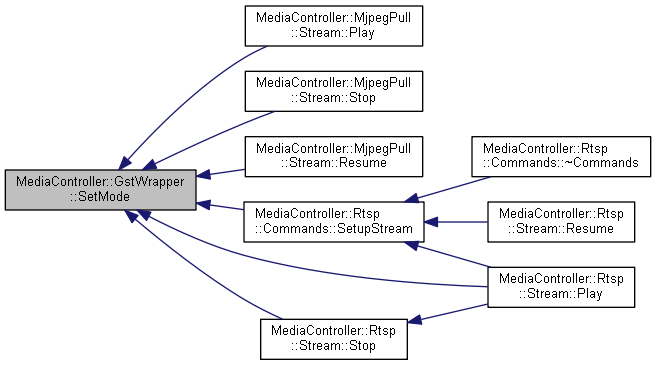 MediaController::MjpegPull
::Stream::Play
MediaController::MjpegPull
::Stream::Stop
MediaController::MjpegPull
::Stream::Resume
MediaController::GstWrapper
::SetMode
MediaController::Rtsp
::Commands::SetupStream
MediaController::Rtsp
::Commands::~Commands
MediaController::Rtsp
::Stream::Resume
MediaController::Rtsp
::Stream::Play
MediaController::Rtsp
::Stream::Stop